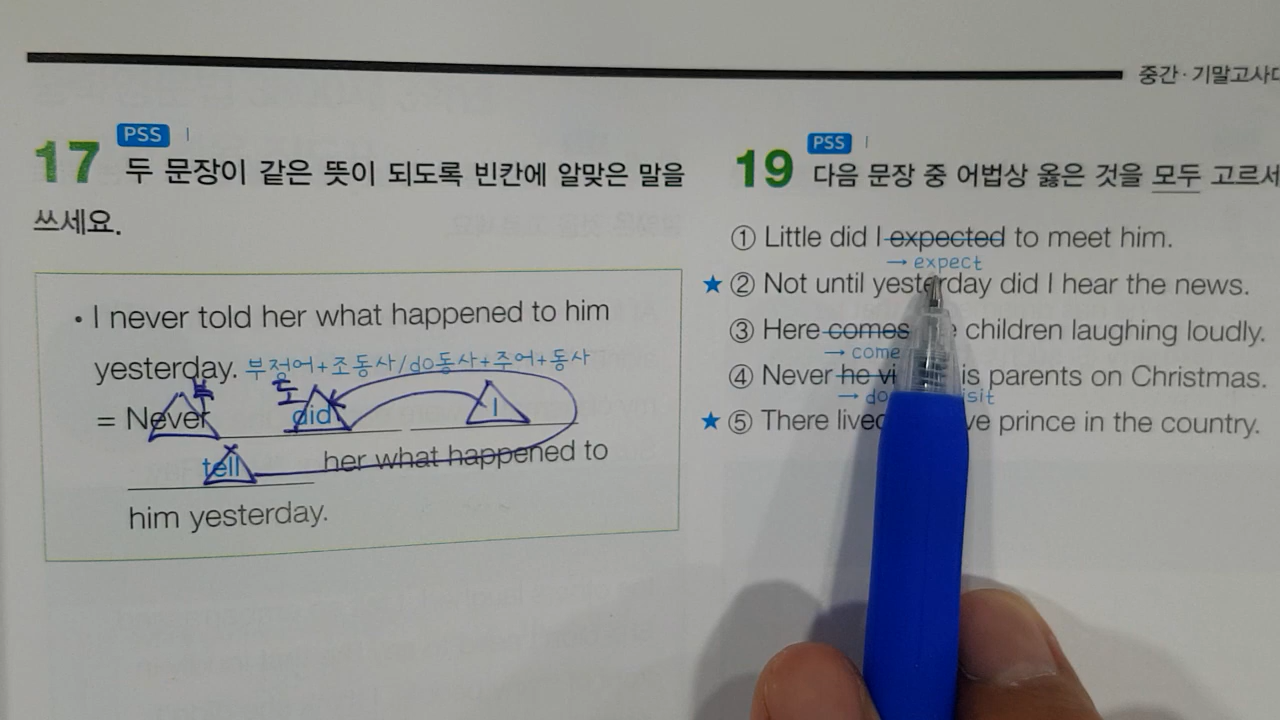 중간·기말고사대
PSS 1
17 두 문장이 같은 뜻이 되도록 빈칸에 알맞은 말을
쓰세요.
• I never told her what happened to him
yesterday. 부정어+조동사/do동사+주어+동사
= Never did I
tell her what happened to
him yesterday.
부
도
PSS 1
19 다음 문장 중 어법상 옳은 것을 모두 고르세
① Little did I expected to meet him.
→ expect
★ ② Not until yesterday did I hear the news.
③ Here comes children laughing loudly.
→ come
④ Never he vi is parents on Christmas.
→ do isit
★ ⑤ There lived ve prince in the country.